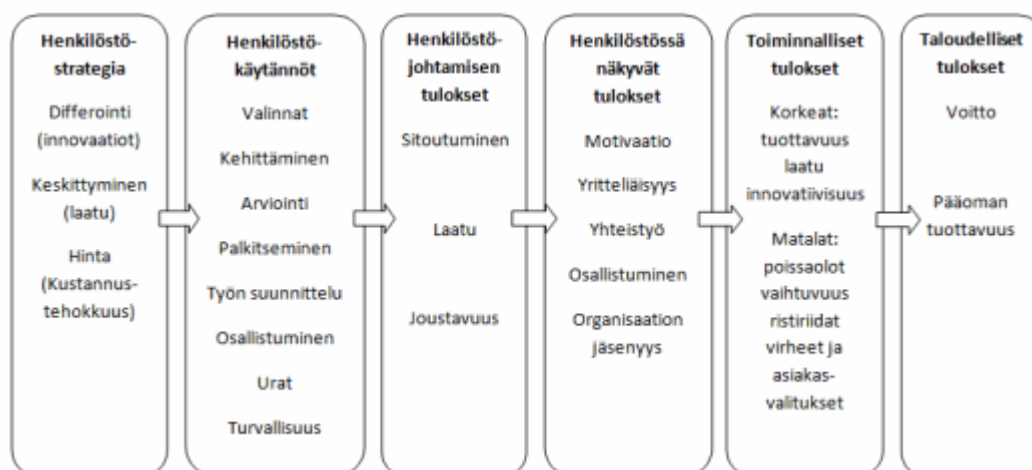 Henkilöstö-
strategia
Differointi
(innovaatiot)
Keskittyminen
(laatu)
Hinta
(Kustannus-
tehokkuus)
Henkilöstö-
käytännöt
Valinnat
Kehittäminen
Arviointi
Palkitseminen
Työn suunnittelu
Osallistuminen
Urat
Turvallisuus
Henkilöstö-
johtamisen
tulokset
Sitoutuminen
Laatu
Joustavuus
Henkilöstössä
näkyvät
tulokset
Motivaatio
Yritteliäisyys
Yhteistyö
Osallistuminen
Organisaation
jäsenyys
Toiminnalliset
tulokset
Korkeat:
tuottavuus
laatu
innovatiivisuus
Matalat:
poissaolot
vaihtuvuus
ristiriidat
virheet ja
asiakas-
valitukset
Taloudelliset
tulokset
Voitto
Pääoman
tuottavuus